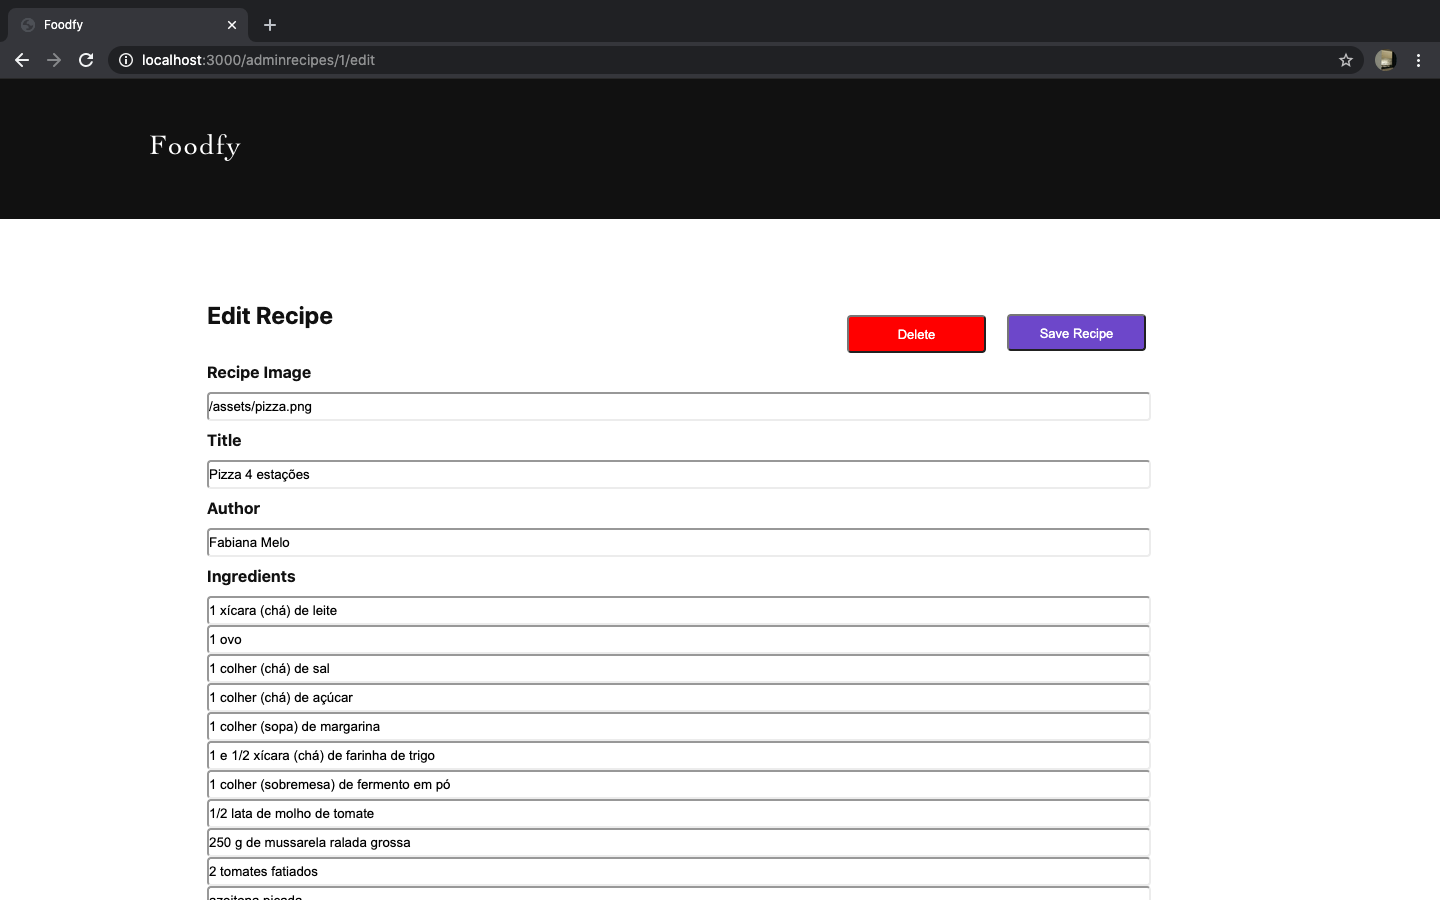 Foodfy
localhost:3000/adminrecipes/1/edit
Foodfy
Edit Recipe
Delete
Save Recipe
Recipe Image
/assets/pizza.png
Title
Pizza 4 estações
Author
Fabiana Melo
Ingredients
1 xícara (chá) de leite
1 ovo
1 colher (chá) de sal
1 colher (chá) de açúcar
1 colher (sopa) de margarina
1 e 1/2 xícara (chá) de farinha de trigo
1 colher (sobremesa) de fermento em pó
1/2 lata de molho de tomate
250 g de mussarela ralada grossa
2 tomates fatiados
azeitona picada